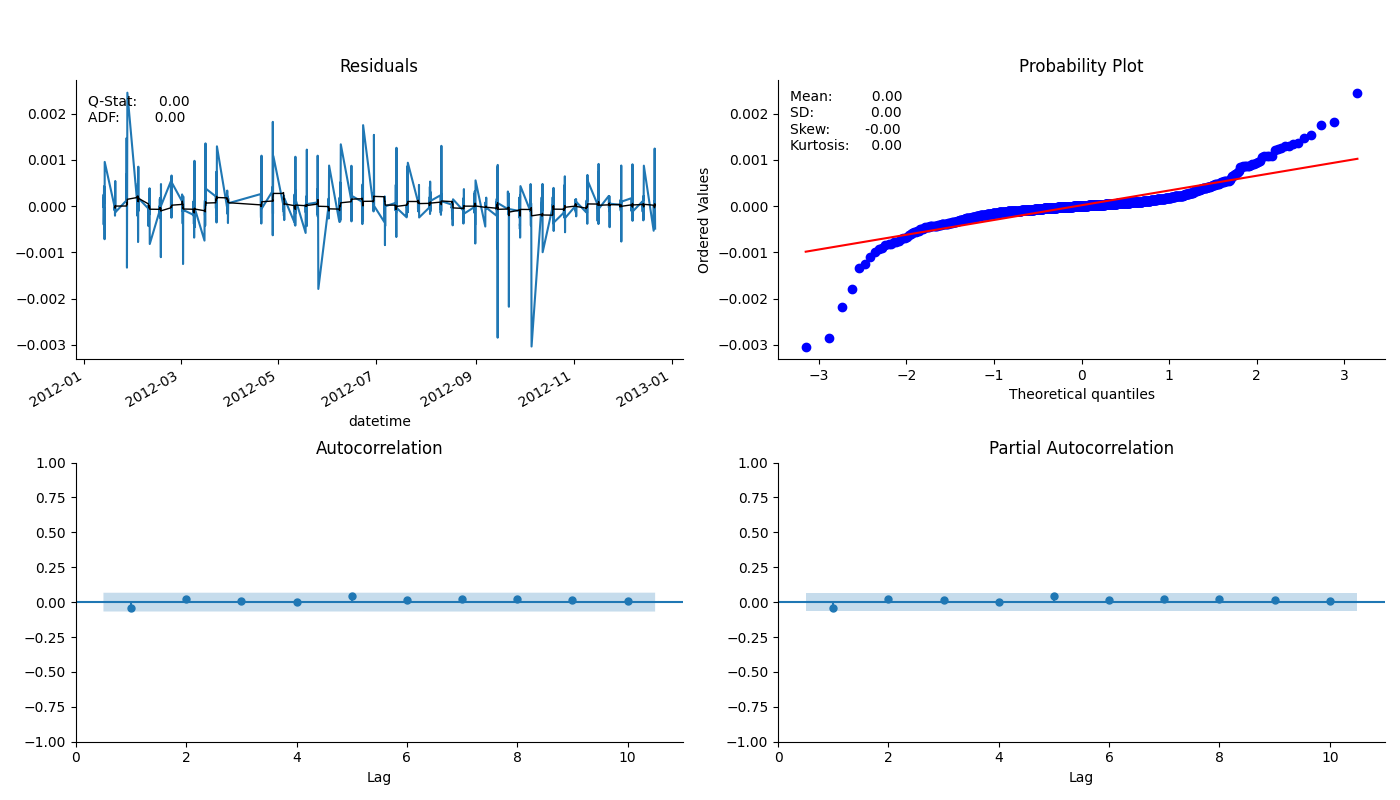 Residuals
Q-Stat: 0.00
ADF: 0.00
0.002
0.001
0.000
−0.001
−0.002
−0.003
2012-01 2012-03 2012-05 2012-07 2012-09 2012-11 2013-01
datetime
Probability Plot
Mean: 0.00
SD: 0.00
Skew: -0.00
Kurtosis: 0.00
Ordered Values
0.002
0.001
0.000
−0.001
−0.002
−0.003
−3 −2 −1 0 1 2 3
Theoretical quantiles
Autocorrelation
1.00
0.75
0.50
0.25
0.00
−0.25
−0.50
−0.75
−1.00
0 2 4 6 8 10
Lag
Partial Autocorrelation
1.00
0.75
0.50
0.25
0.00
−0.25
−0.50
−0.75
−1.00
0 2 4 6 8 10
Lag